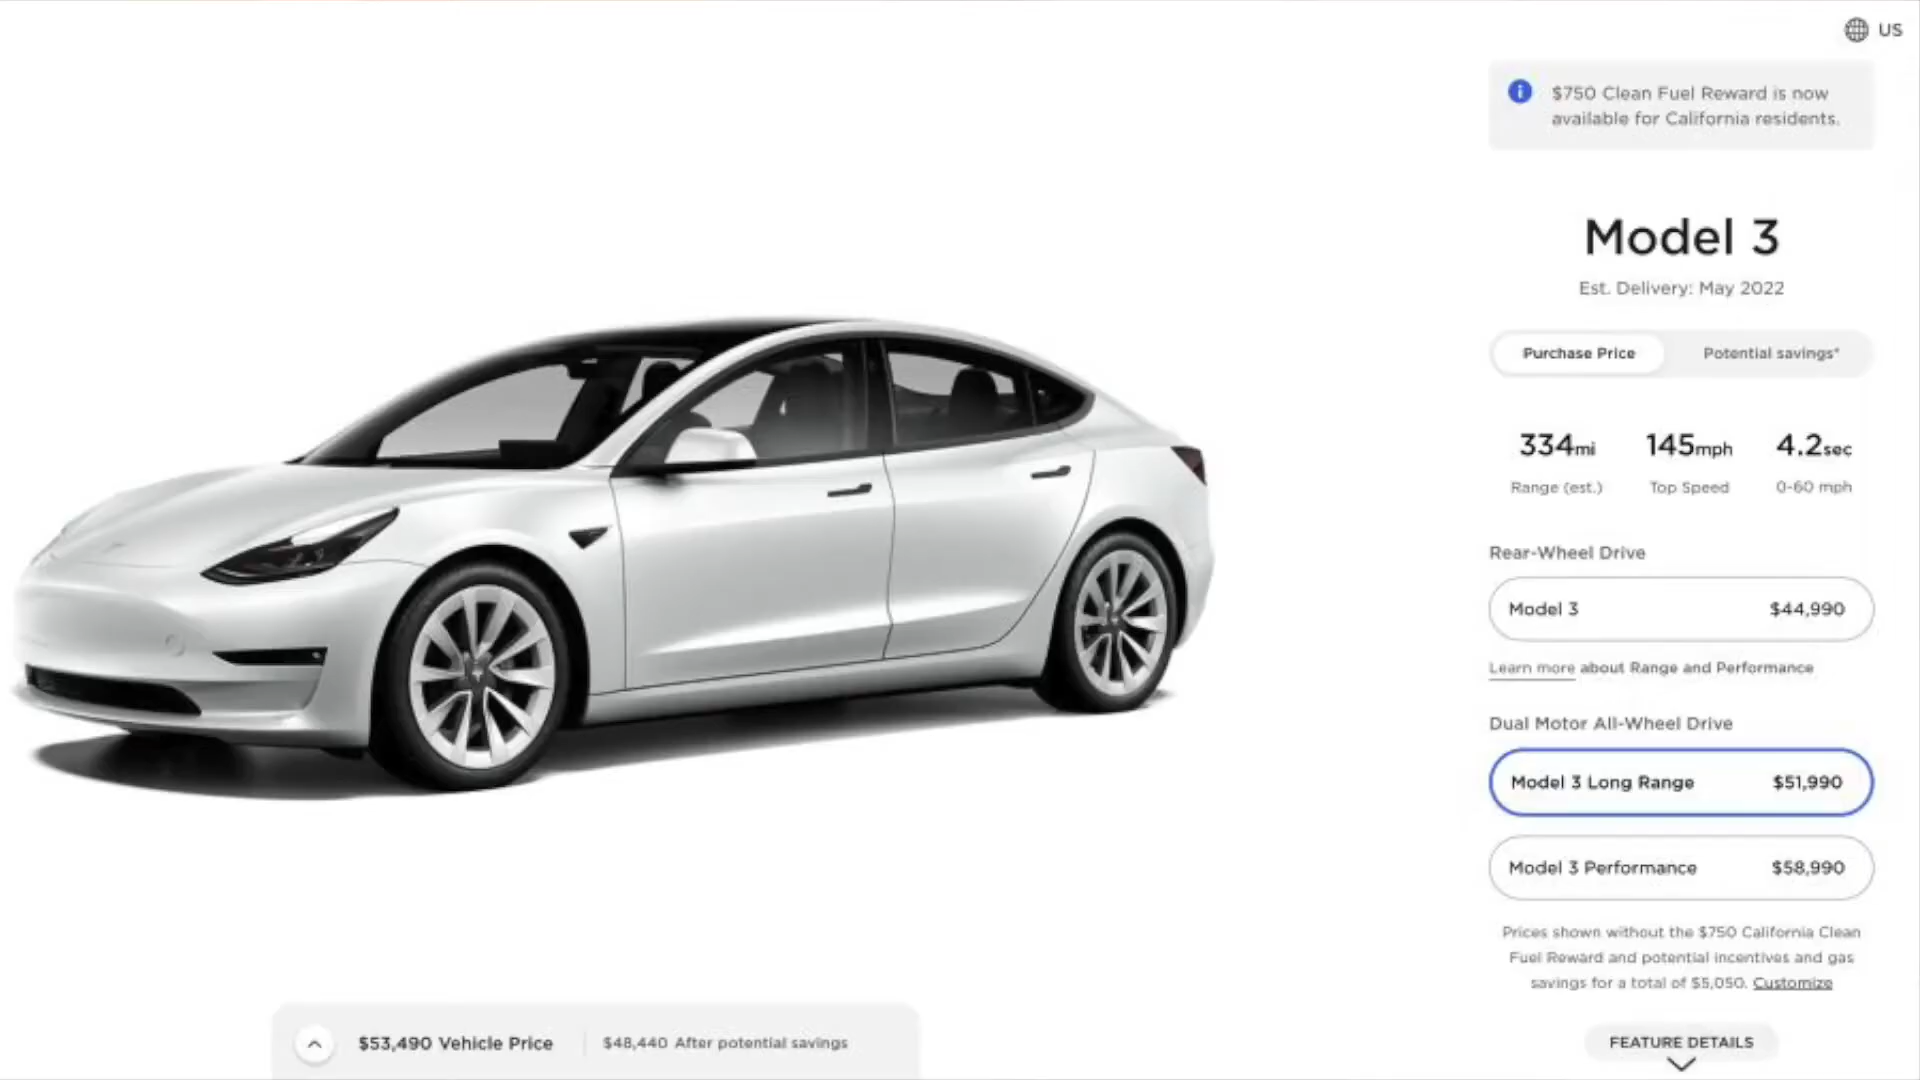 US
$750 Clean Fuel Reward is now
available for California residents.
Model 3
Est. Delivery: May 2022
Purchase Price Potential savings*
334mi 145mph 4.2sec
Range (est.) Top Speed 0-60 mph
Rear-Wheel Drive
Model 3 $44,990
Learn more about Range and Performance
Dual Motor All-Wheel Drive
Model 3 Long Range $51,990
Model 3 Performance $58,990
Prices shown without the $750 California Clean
Fuel Reward and potential incentives and gas
savings for a total of $5,050. Customize
$53,490 Vehicle Price $48,440 After potential savings
FEATURE DETAILS